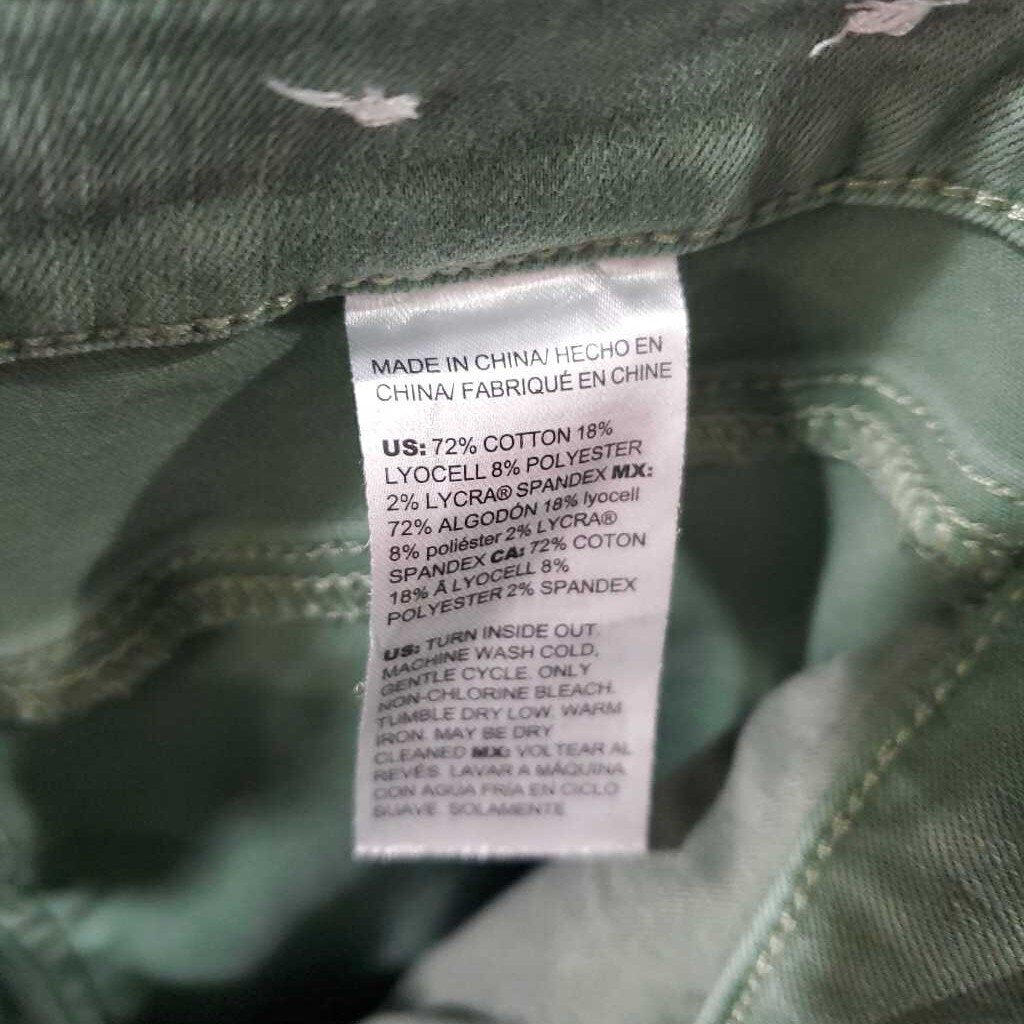 MADE IN CHINA/ HECHO EN
CHINA/ FABRIQUÉ EN CHINE
US: 72% COTTON 18%
LYOCELL 8% POLYESTER
2% LYCRA® SPANDEX MX:
72% ALGODÓN 18% lyocell
8% poliéster 2% LYCRA®
SPANDEX CA: 72% COTON
18% Â LYOCELL 8%
POLYESTER 2% SPANDEX
US: TURN INSIDE OUT.
MACHINE WASH COLD,
GENTLE CYCLE. ONLY
NON-CHLORINE BLEACH.
TUMBLE DRY LOW. WARM
IRON. MAY BE DRY
CLEANED MX: VOLTEAR AL
REVÉS. LAVAR A MÁQUINA
CON AGUA FRÍA EN CICLO
SUAVE. SOLAMENTE